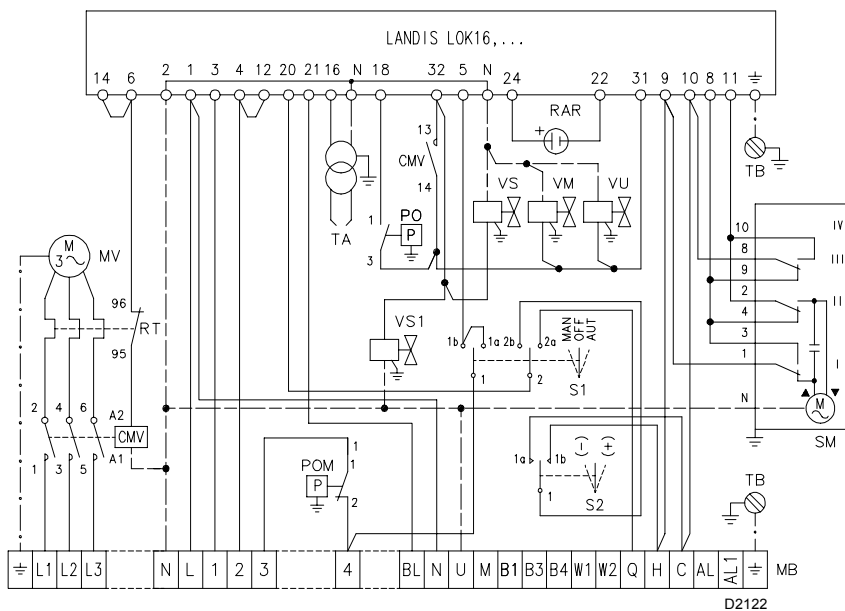 LANDIS LOK16,...
14 6 2 1 3 4 12 20 21 16 N 18 32 5 N 24 22 31 9 10 8 11
RAR
+
13
CMV
14
TA
VS VM VU
TB
1 PO
P
3
M
3
MV
96
RT
95
VS1
1b 1a 2b 2a
MAN
OFF
AUT
1 2
S1
10
8
9
2
4
3
1
N
IV
III
II
I
M
SM
2 4 6 A2
CMV
1 3 5 A1
1
1
POM
P
2
1a 1b
(-) (+)
1
S2
TB
L1 L2 L3 N L 1 2 3 4 BL N U M B1 B3 B4 W1 W2 Q H C AL AL1 MB
D2122